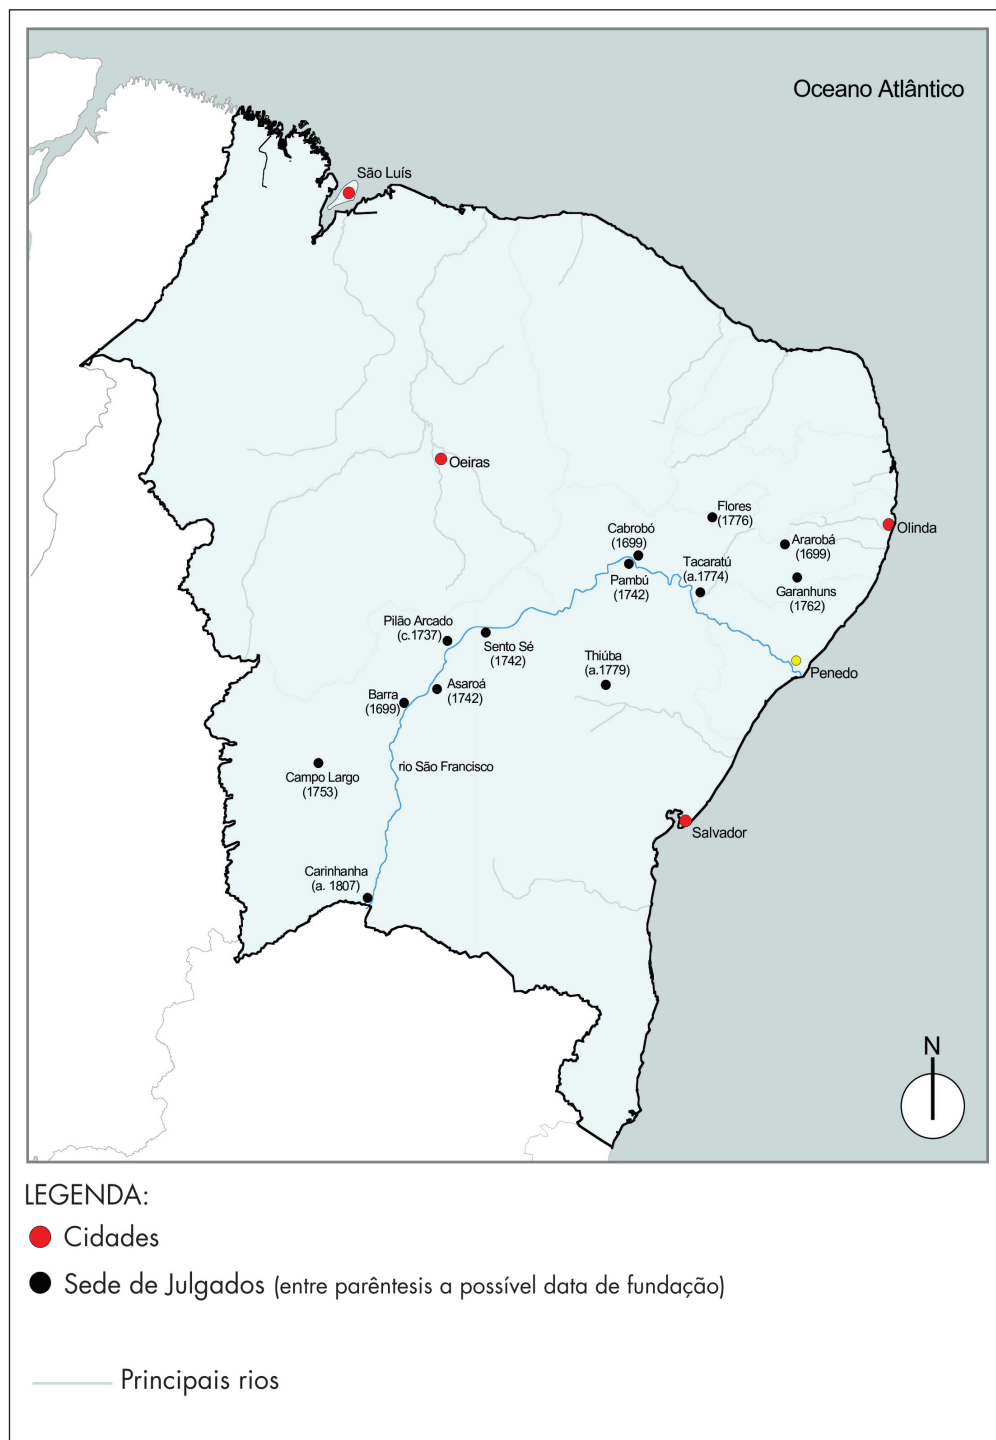 Oceano Atlântico
São Luís
Oeiras
Flores
(1776)
Olinda
Cabrobó
(1699)
Ararobá
(1699)
Tacaratú
(a.1774)
Pambú
(1742)
Garanhuns
(1762)
Pilão Arcado
(c.1737)
Sento Sé
(1742)
Thiúba
(a.1779)
Penedo
Asaroá
(1742)
Barra
(1699)
rio São Francisco
Campo Largo
(1753)
Salvador
Carinhanha
(a. 1807)
N
LEGENDA:
Cidades
Sede de Julgados (entre parêntesis a possível data de fundação)
Principais rios